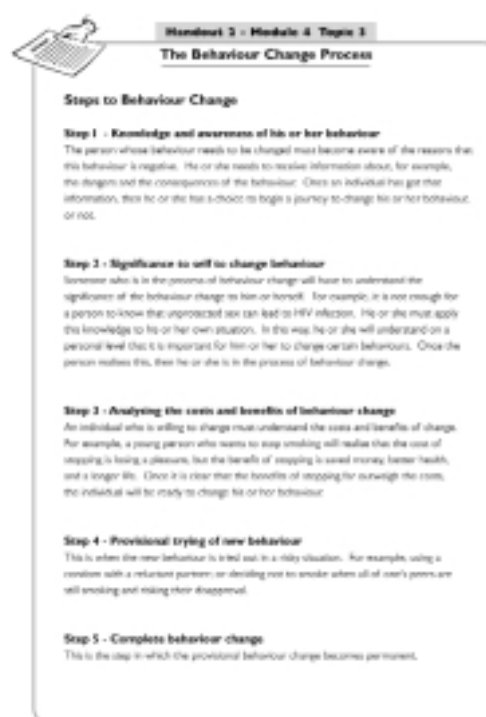 Handout 2 - Module 4 Topic 3
The Behaviour Change Process
Steps to Behaviour Change
Step 1 - Knowledge and awareness of his or her behaviour
The person whose behaviour needs to be changed must become aware of the reasons that
this behaviour is negative. He or she needs to receive information about, for example,
the dangers and the consequences of the behaviour. Once an individual has got that
information, then he or she has a choice to begin a journey to change his or her behaviour,
or not.
Step 2 - Significance to self to change behaviour
Someone who is in the process of behaviour change will have to understand the
significance of the behaviour change to him or herself. For example, it is not enough for
a person to know that unprotected sex can lead to HIV infection. He or she must apply
this knowledge to his or her own situation. In this way, he or she will understand on a
personal level that it is important for him or her to change certain behaviours. Once the
person realises this, then he or she is in the process of behaviour change.
Step 3 - Analysing the costs and benefits of behaviour change
An individual who is willing to change must understand the costs and benefits of change.
For example, a young person who wants to stop smoking will realise that the cost of
stopping is losing a pleasure, but the benefit of stopping is saved money, better health,
and a longer life. Once it is clear that the benefits of stopping far outweigh the costs,
the individual will be ready to change his or her behaviour.
Step 4 - Provisional trying of new behaviour
This is when the new behaviour is tried out in a risky situation. For example, using a
condom with a reluctant partner; or deciding not to smoke when all of one's peers are
still smoking and risking their disapproval.
Step 5 - Complete behaviour change
This is the step in which the provisional behaviour change becomes permanent.